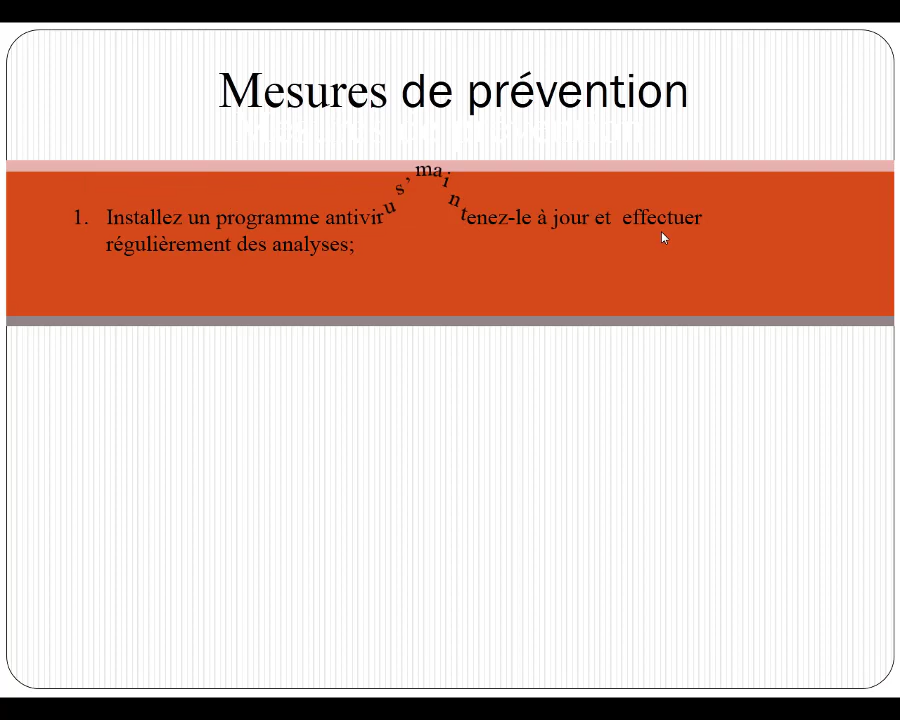 Mesures de prévention
1. Installez un programme antivirus, maintenez-le à jour et effectuer
régulièrement des analyses;